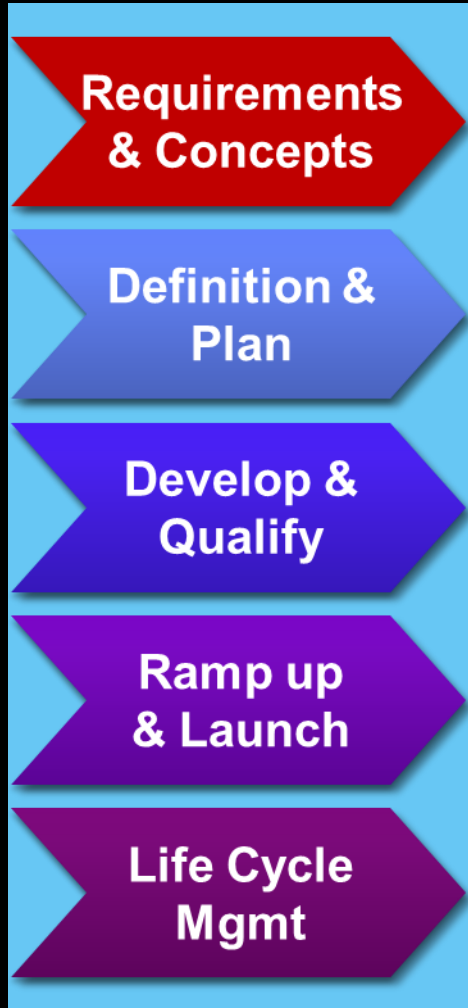 Requirements
& Concepts
Definition &
Plan
Develop &
Qualify
Ramp up
& Launch
Life Cycle
Mgmt